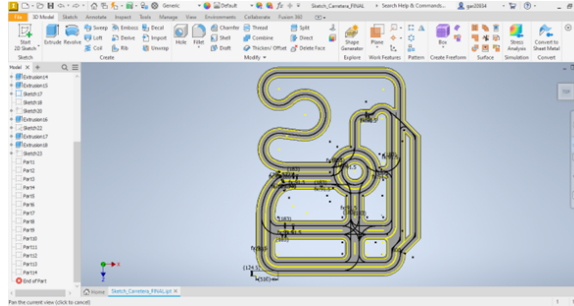 Generic
Default
Sketch_Carretera_FINAL
Search Help & Commands...
File 3D Model Sketch Annotate Inspect Tools Manage View Environments Collaborate Fusion 360
Start
2D Sketch
Extrude Revolve
Sweep Emboss Decal
Loft Derive Import
Coil Rib Unwrap
Hole Fillet
Chamfer Thread Split
Shell Combine Direct
Draft Thicken/ Offset Delete Face
Shape
Generator
Plane
Box
Face
Stress
Analysis
Convert to
Sheet Metal
Sketch Create Modify Explore Work Features Pattern Create Freeform Surface Simulation Convert
Model
Extrusion14
Extrusion15
Sketch17
Sketch18
Sketch20
Extrusion16
Sketch22
Extrusion17
Extrusion18
Sketch23
Part1
Part2
Part3
Part4
Part5
Part6
Part7
Part8
Part9
Part10
Part11
Part12
Part13
Part14
End of Part
Home Sketch_Carretera_FINAL.ipt
Pan the current view (click to cancel)